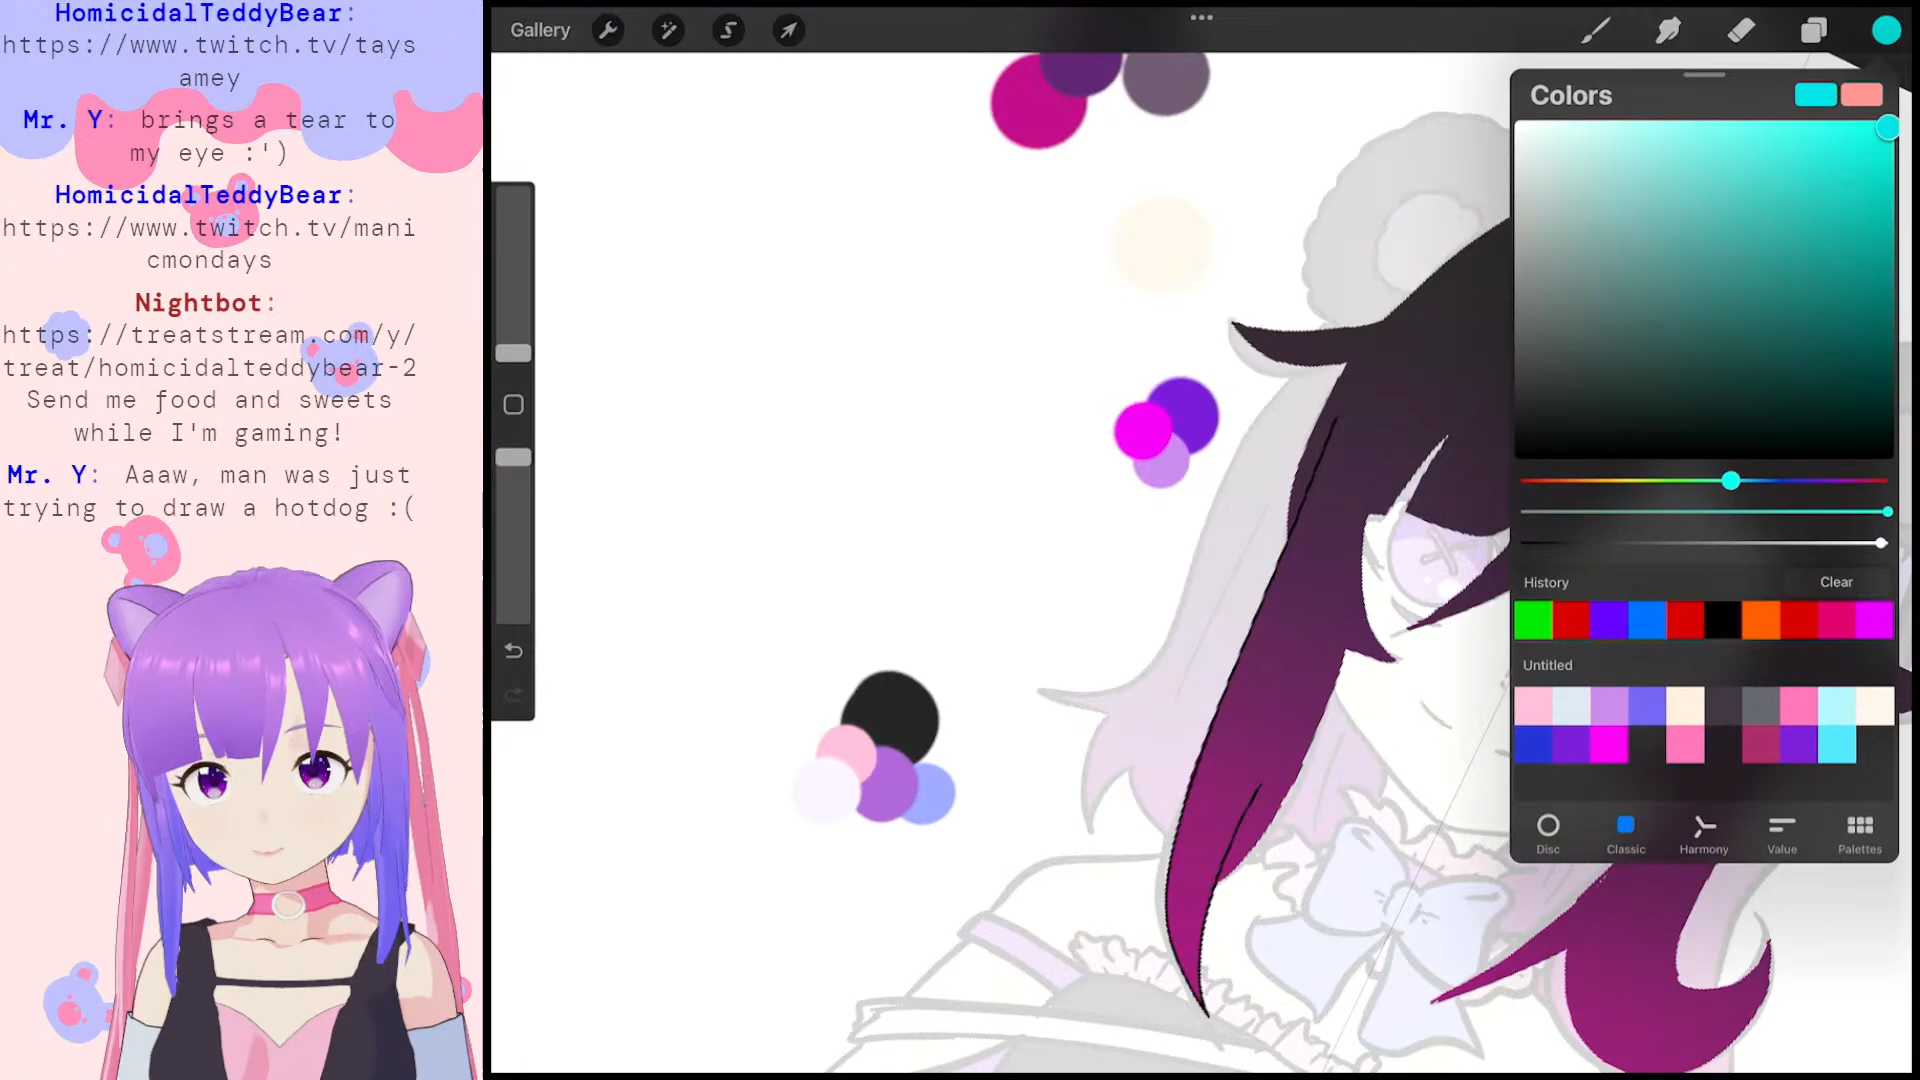 HomicidalTeddyBear:
https://www.twitch.tv/tays
amey
Mr. Y: brings a tear to
my eye :')
HomicidalTeddyBear:
https://www.twitch.tv/mani
cmondays
Nightbot:
https://treatstream.com/y/
treat/homicidalteddybear-2
Send me food and sweets
while I'm gaming!
Mr. Y: Aaaw, man was just
trying to draw a hotdog :(
Gallery
Colors
History
Clear
Untitled
Disc
Classic
Harmony
Value
Palettes